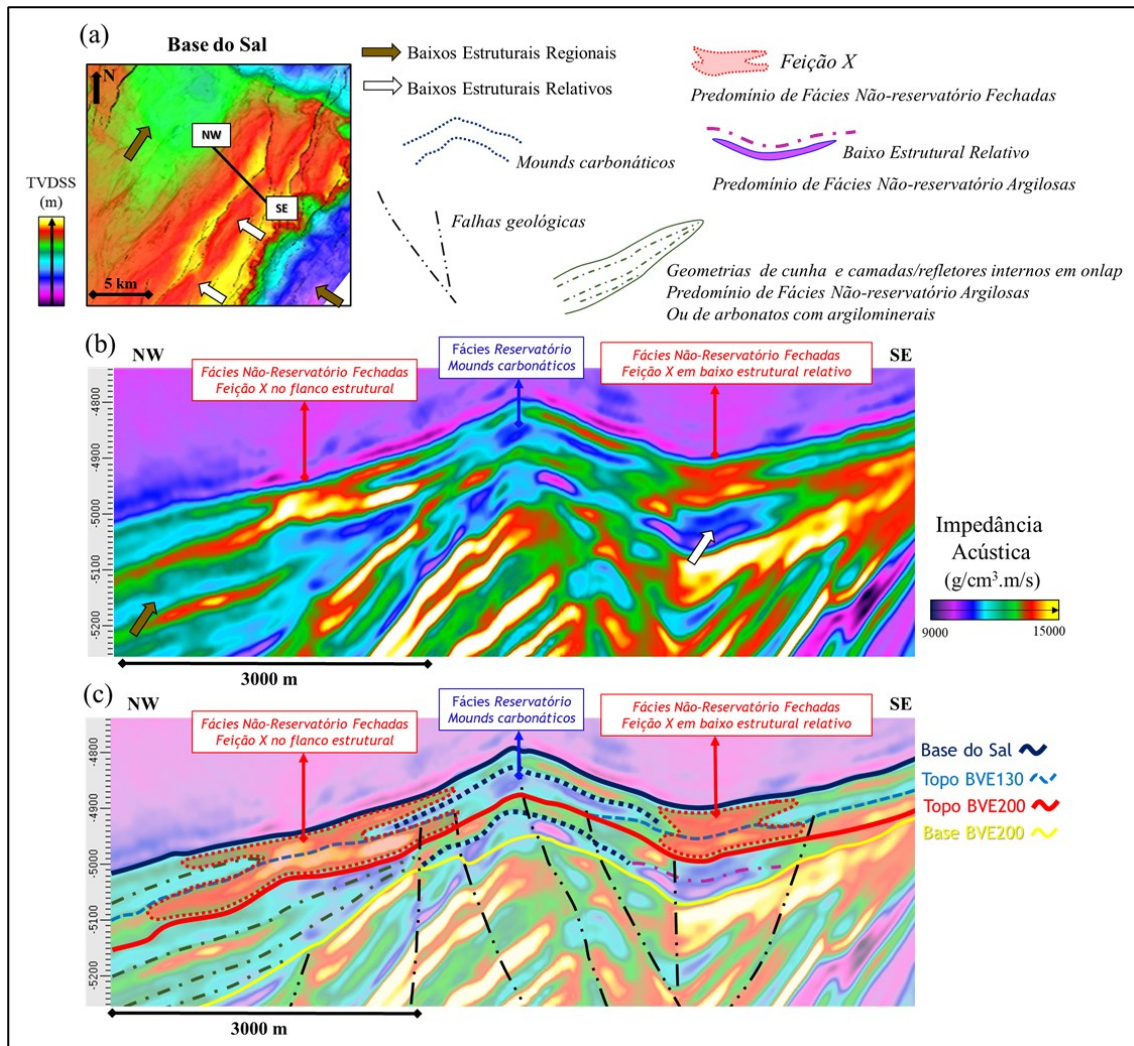 (a)
Base do Sal
N
NW
SE
TVDSS
(m)
5 km
Baixos Estruturais Regionais
Baixos Estruturais Relativos
Mounds carbonáticos
Falhas geológicas
Feição X
Predomínio de Fácies Não-reservatório Fechadas
Baixo Estrutural Relativo
Predomínio de Fácies Não-reservatório Argilosas
Geometrias de cunha e camadas/refletores internos em onlap
Predomínio de Fácies Não-reservatório Argilosas
Ou de arbonatos com argilominerais
(b)
NW
SE
Fácies Não-Reservatório Fechadas
Feição X no flanco estrutural
Fácies Reservatório
Mounds carbonáticos
Fácies Não-Reservatório Fechadas
Feição X em baixo estrutural relativo
-4800
-4900
-5000
-5100
-5200
3000 m
Impedância
Acústica
(g/cm³.m/s)
9000
15000
(c)
NW
SE
Fácies Não-Reservatório Fechadas
Feição X no flanco estrutural
Fácies Reservatório
Mounds carbonáticos
Fácies Não-Reservatório Fechadas
Feição X em baixo estrutural relativo
-4800
-4900
-5000
-5100
-5200
3000 m
Base do Sal
Topo BVE130
Topo BVE200
Base BVE200